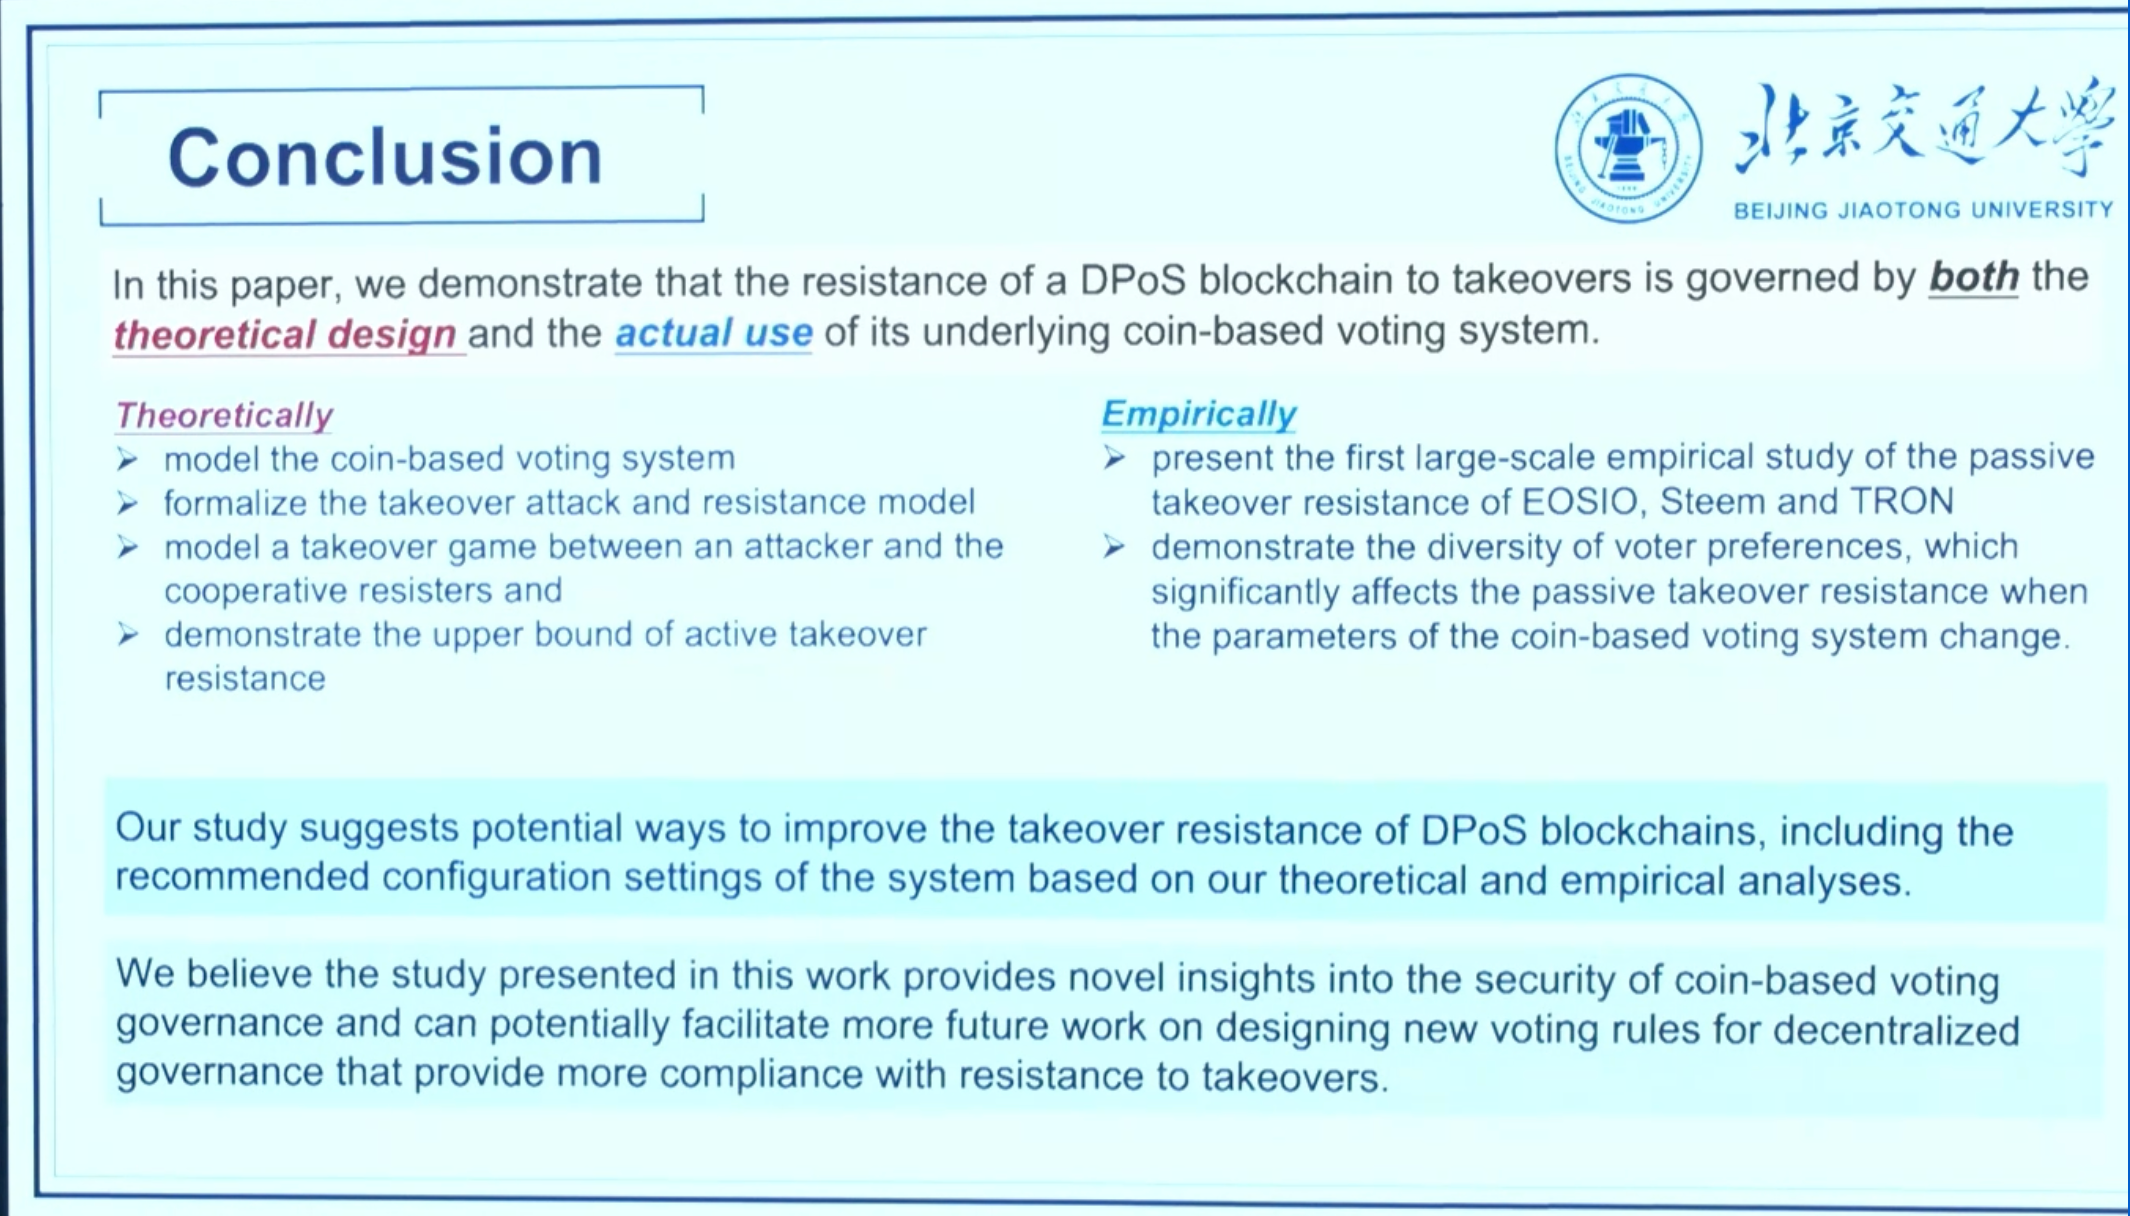 Conclusion
北京交通大学
BEIJING JIAOTONG UNIVERSITY
BEIJING JIAOTONG UNIVERSITY
In this paper, we demonstrate that the resistance of a DPoS blockchain to takeovers is governed by both the
theoretical design and the actual use of its underlying coin-based voting system.
Theoretically
➢ model the coin-based voting system
➢ formalize the takeover attack and resistance model
➢ model a takeover game between an attacker and the
cooperative resisters and
➢ demonstrate the upper bound of active takeover
resistance
Empirically
➢ present the first large-scale empirical study of the passive
takeover resistance of EOSIO, Steem and TRON
➢ demonstrate the diversity of voter preferences, which
significantly affects the passive takeover resistance when
the parameters of the coin-based voting system change.
Our study suggests potential ways to improve the takeover resistance of DPoS blockchains, including the
recommended configuration settings of the system based on our theoretical and empirical analyses.
We believe the study presented in this work provides novel insights into the security of coin-based voting
governance and can potentially facilitate more future work on designing new voting rules for decentralized
governance that provide more compliance with resistance to takeovers.